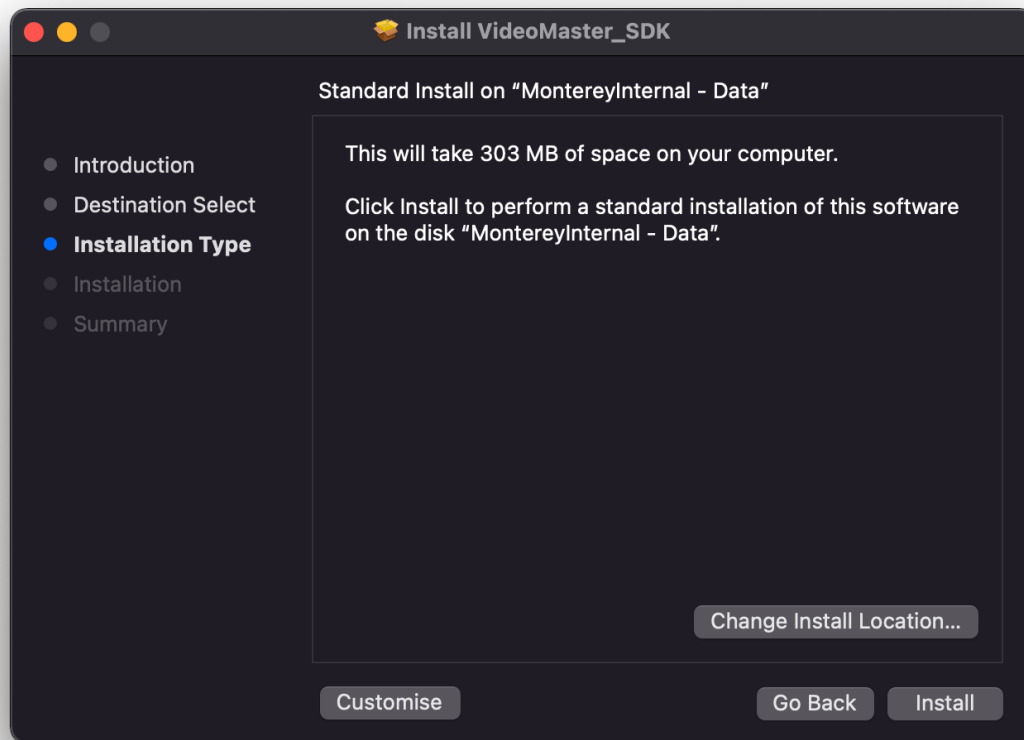 Install VideoMaster_SDK
Standard Install on “MontereyInternal - Data”
Introduction
Destination Select
Installation Type
Installation
Summary
This will take 303 MB of space on your computer.
Click Install to perform a standard installation of this software
on the disk “MontereyInternal - Data”.
Change Install Location...
Customise
Go Back
Install